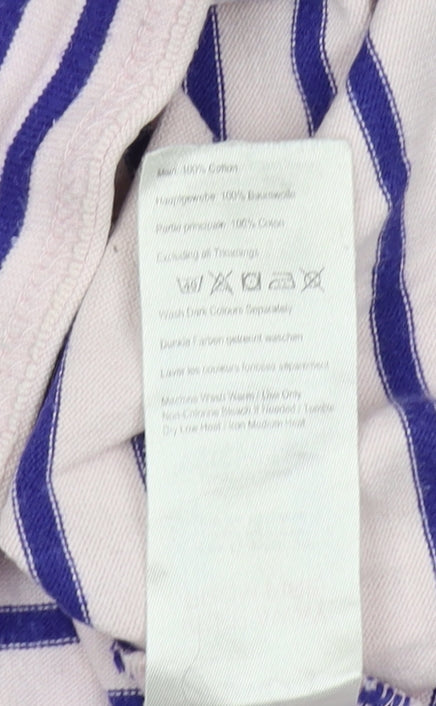 Main: 100% Cotton
Hauptgewebe: 100% Baumwolle
Partie principale: 100% Coton
Excluding all Trimmings
40
Wash Dark Colours Separately
Dunkle Farben getrennt waschen
Laver les couleurs foncées séparément
Machine Wash Warm / Use Only
Non-Chlorine Bleach If Needed / Tumble
Dry Low Heat / Iron Medium Heat